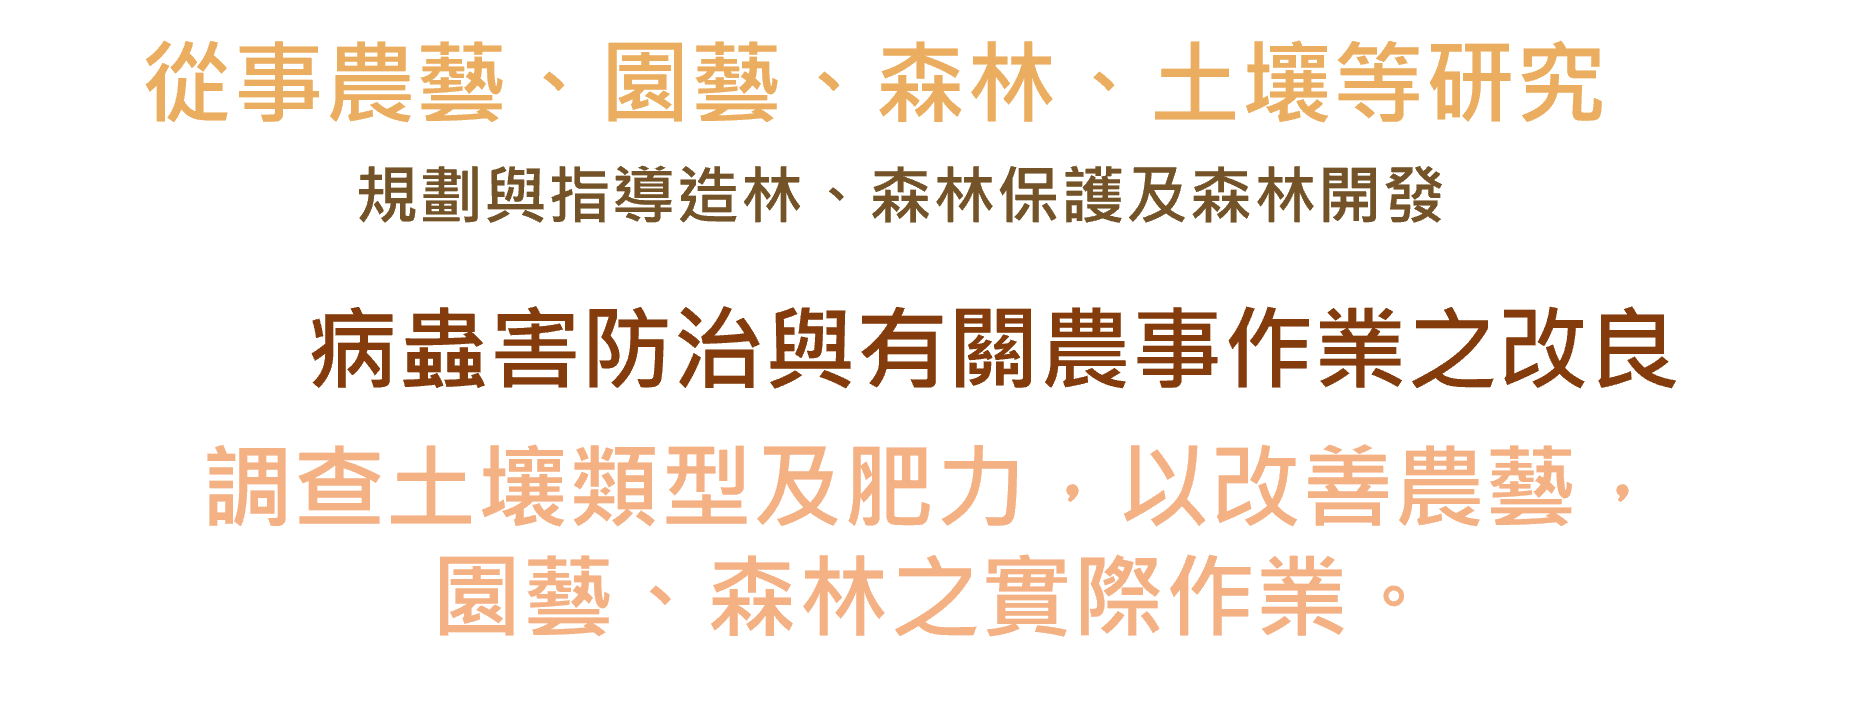 從事農藝、園藝、森林、土壤等研究
規劃與指導造林、森林保護及森林開發
病蟲害防治與有關農事作業之改良
調查土壤類型及肥力，以改善農藝，
園藝、森林之實際作業。